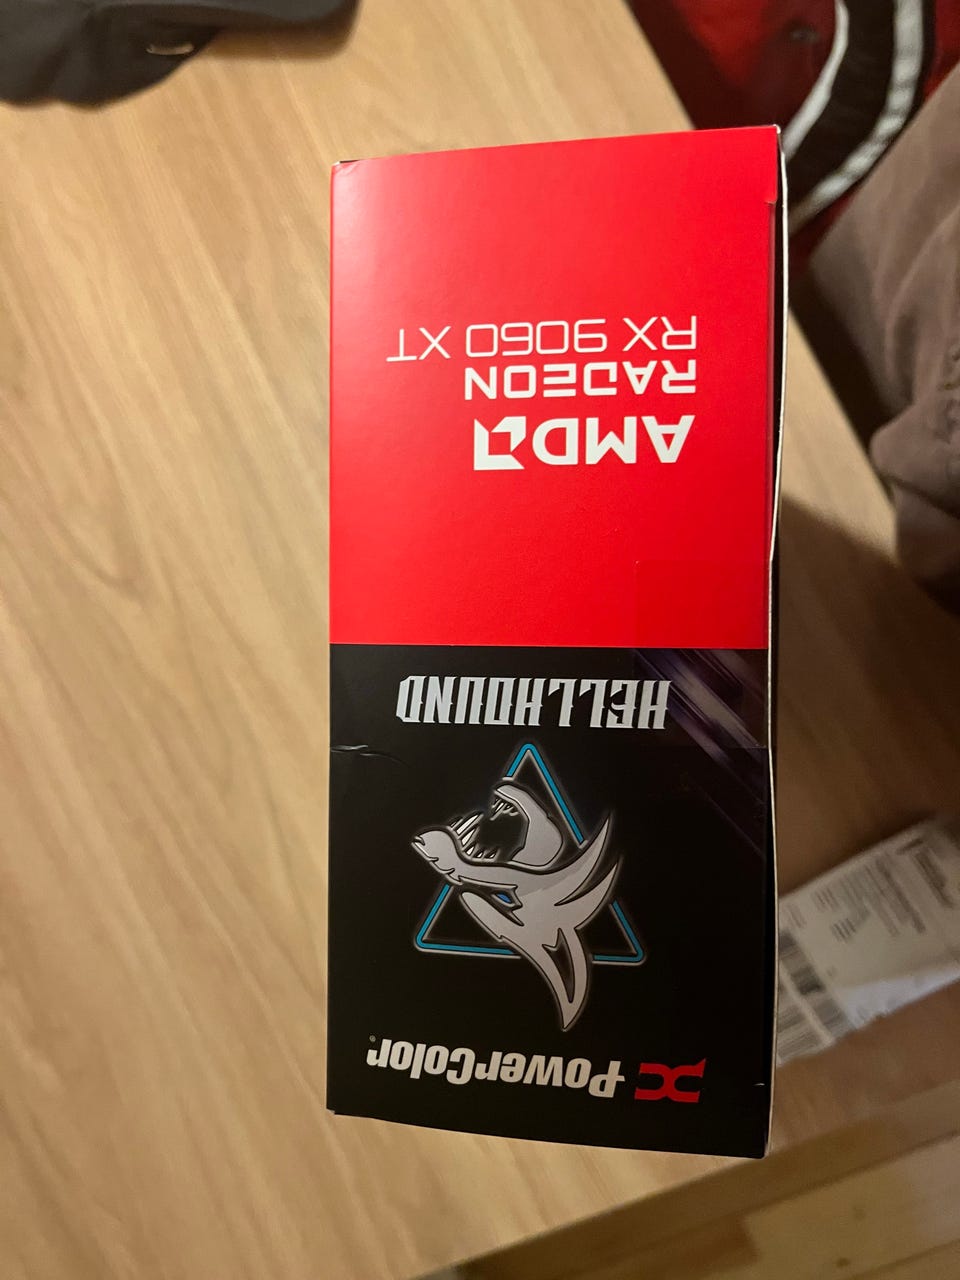 PowerColor®
HELLHOUND
AMD
RADEON
RX 9060 XT